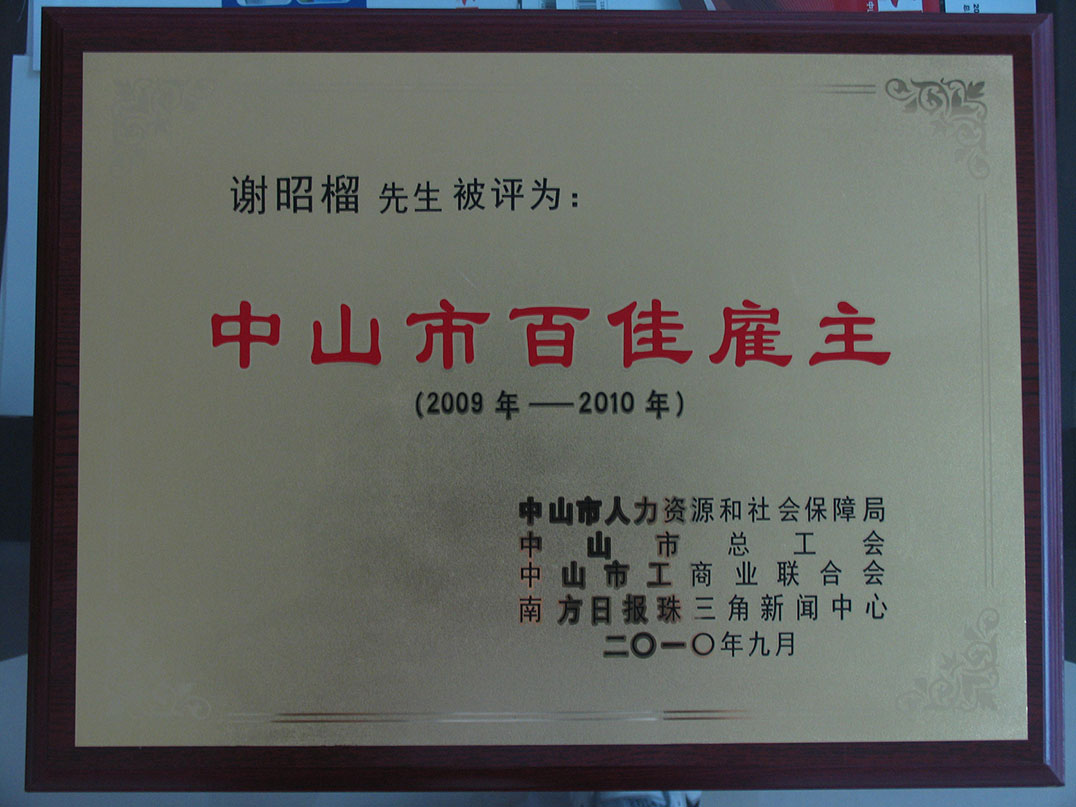 谢昭榴 先生 被评为：
中山市百佳雇主
(2009 年——2010 年)
中山市人力资源和社会保障局
中山市总工会
中山市工商业联合会
南方日报珠三角新闻中心
二〇一〇年九月